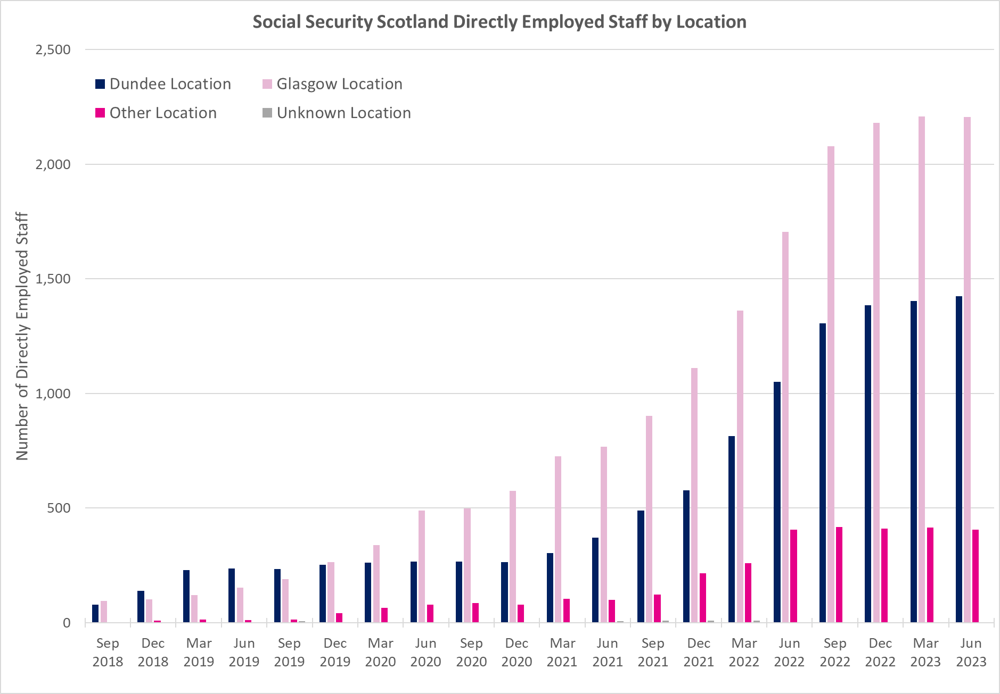 Social Security Scotland Directly Employed Staff by Location
Number of Directly Employed Staff
2,500
2,000
1,500
1,000
500
0
Dundee Location
Glasgow Location
Other Location
Unknown Location
Sep 2018
Dec 2018
Mar 2019
Jun 2019
Sep 2019
Dec 2019
Mar 2020
Jun 2020
Sep 2020
Dec 2020
Mar 2021
Jun 2021
Sep 2021
Dec 2021
Mar 2022
Jun 2022
Sep 2022
Dec 2022
Mar 2023
Jun 2023